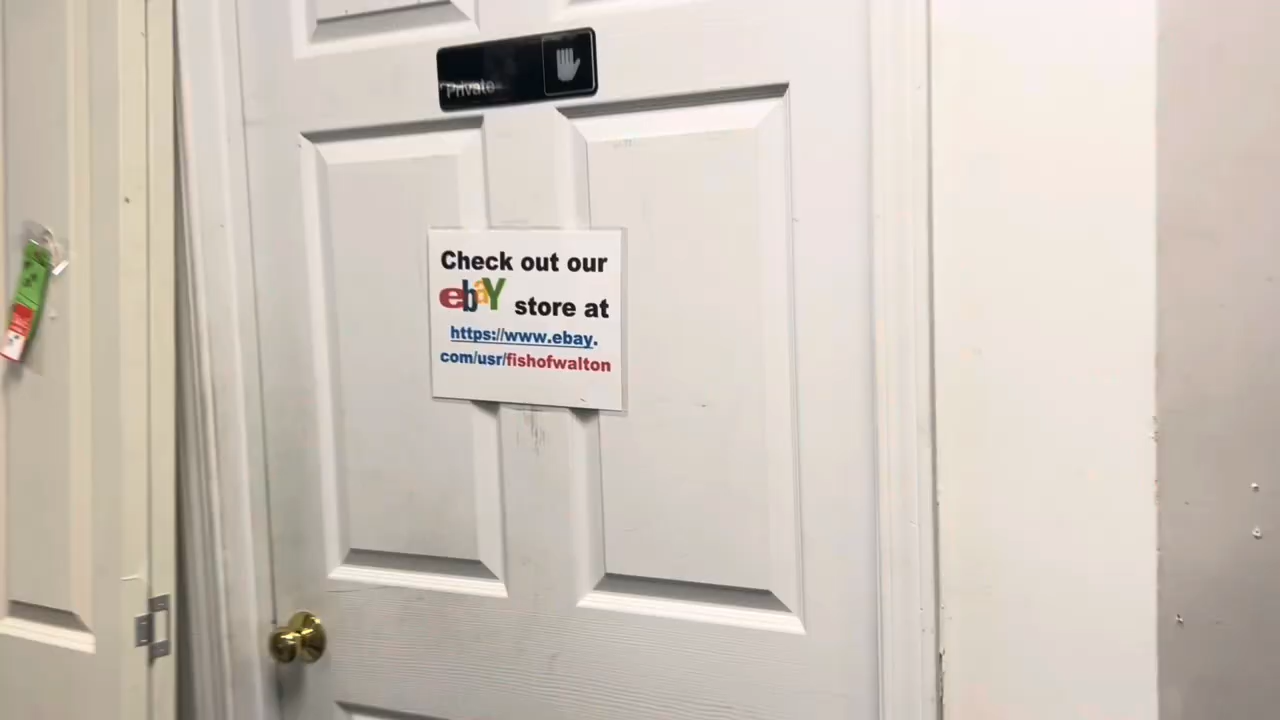 Private
Check out our
ebaY store at
https://www.ebay.
com/usr/fishofwalton